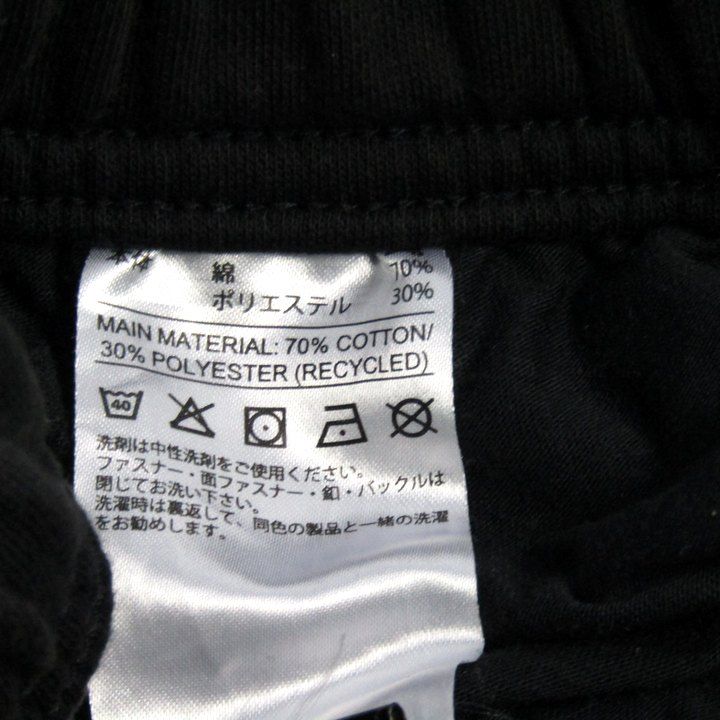 本体 綿 70%
ポリエステル 30%
MAIN MATERIAL: 70% COTTON/
30% POLYESTER (RECYCLED)
40
洗剤は中性洗剤をご使用ください。
ファスナー・面ファスナー・釦・バックルは
閉じてお洗い下さい。
洗濯時は裏返して、同色の製品と一緒の洗濯
をお勧めします。